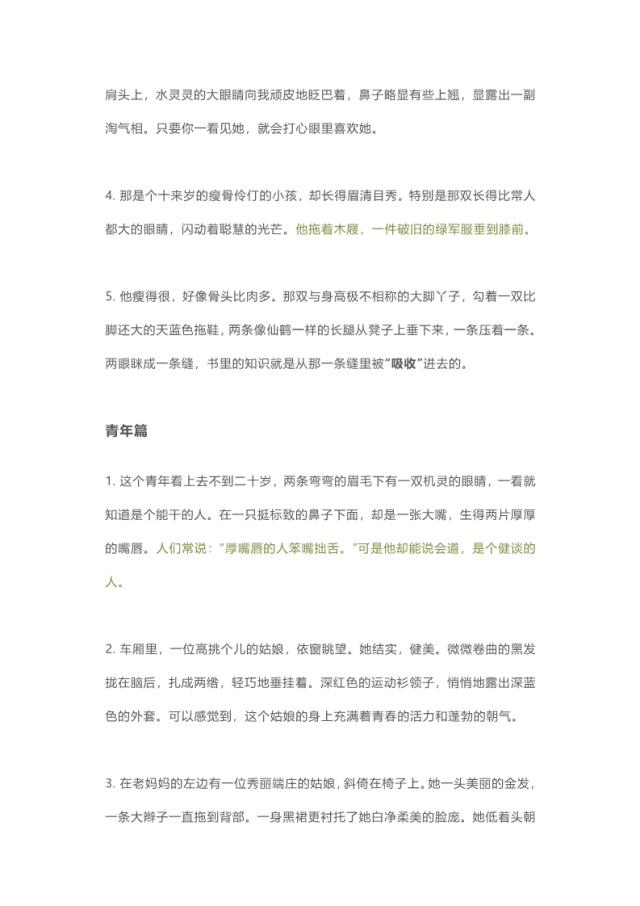 肩头上，水灵灵的大眼睛向我顽皮地眨巴着，鼻子略显有些上翘，显露出一副
淘气相。只要你一看见她，就会打心眼里喜欢她。
4. 那是个十来岁的瘦骨伶仃的小孩，却长得眉清目秀。特别是那双长得比常人
都大的眼睛，闪动着聪慧的光芒。他拖着木屐，一件破旧的绿军服垂到膝前。
5. 他瘦得很，好像骨头比肉多。那双与身高极不相称的大脚丫子，勾着一双比
脚还大的天蓝色拖鞋，两条像仙鹤一样的长腿从凳子上垂下来，一条压着一条。
两眼眯成一条缝，书里的知识就是从那一条缝里被“吸收”进去的。
青年篇
1. 这个青年看上去不到二十岁，两条弯弯的眉毛下有一双机灵的眼睛，一看就
知道是个能干的人。在一只挺标致的鼻子下面，却是一张大嘴，生得两片厚厚
的嘴唇。人们常说：“厚嘴唇的人笨嘴拙舌。”可是他却能说会道，是个健谈的
人。
2. 车厢里，一位高挑个儿的姑娘，依窗眺望。她结实，健美。微微卷曲的黑发
拢在脑后，扎成两绺，轻巧地垂挂着。深红色的运动衫领子，悄悄地露出深蓝
色的外套。可以感觉到，这个姑娘的身上充满着青春的活力和蓬勃的朝气。
3. 在老妈妈的左边有一位秀丽端庄的姑娘，斜倚在椅子上。她一头美丽的金发，
一条大辫子一直拖到背部。一身黑裙更衬托了她白净柔美的脸庞。她低着头朝